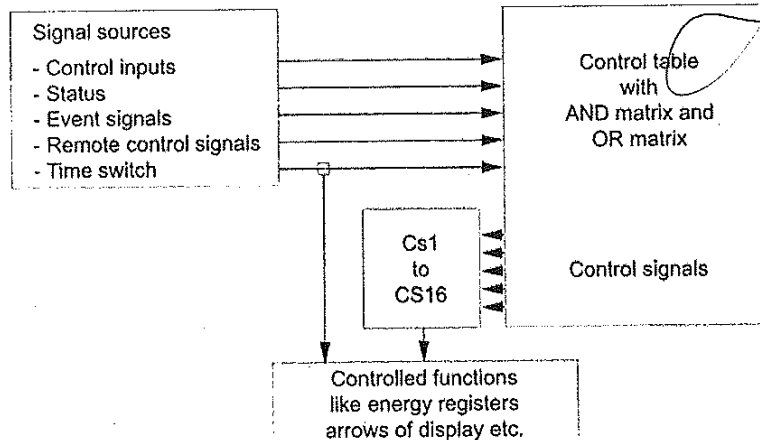 Signal sources
- Control inputs
- Status
- Event signals
- Remote control signals
- Time switch
Control table
with
AND matrix and
OR matrix
Cs1
to
CS16
Control signals
Controlled functions
like energy registers
arrows of display etc.